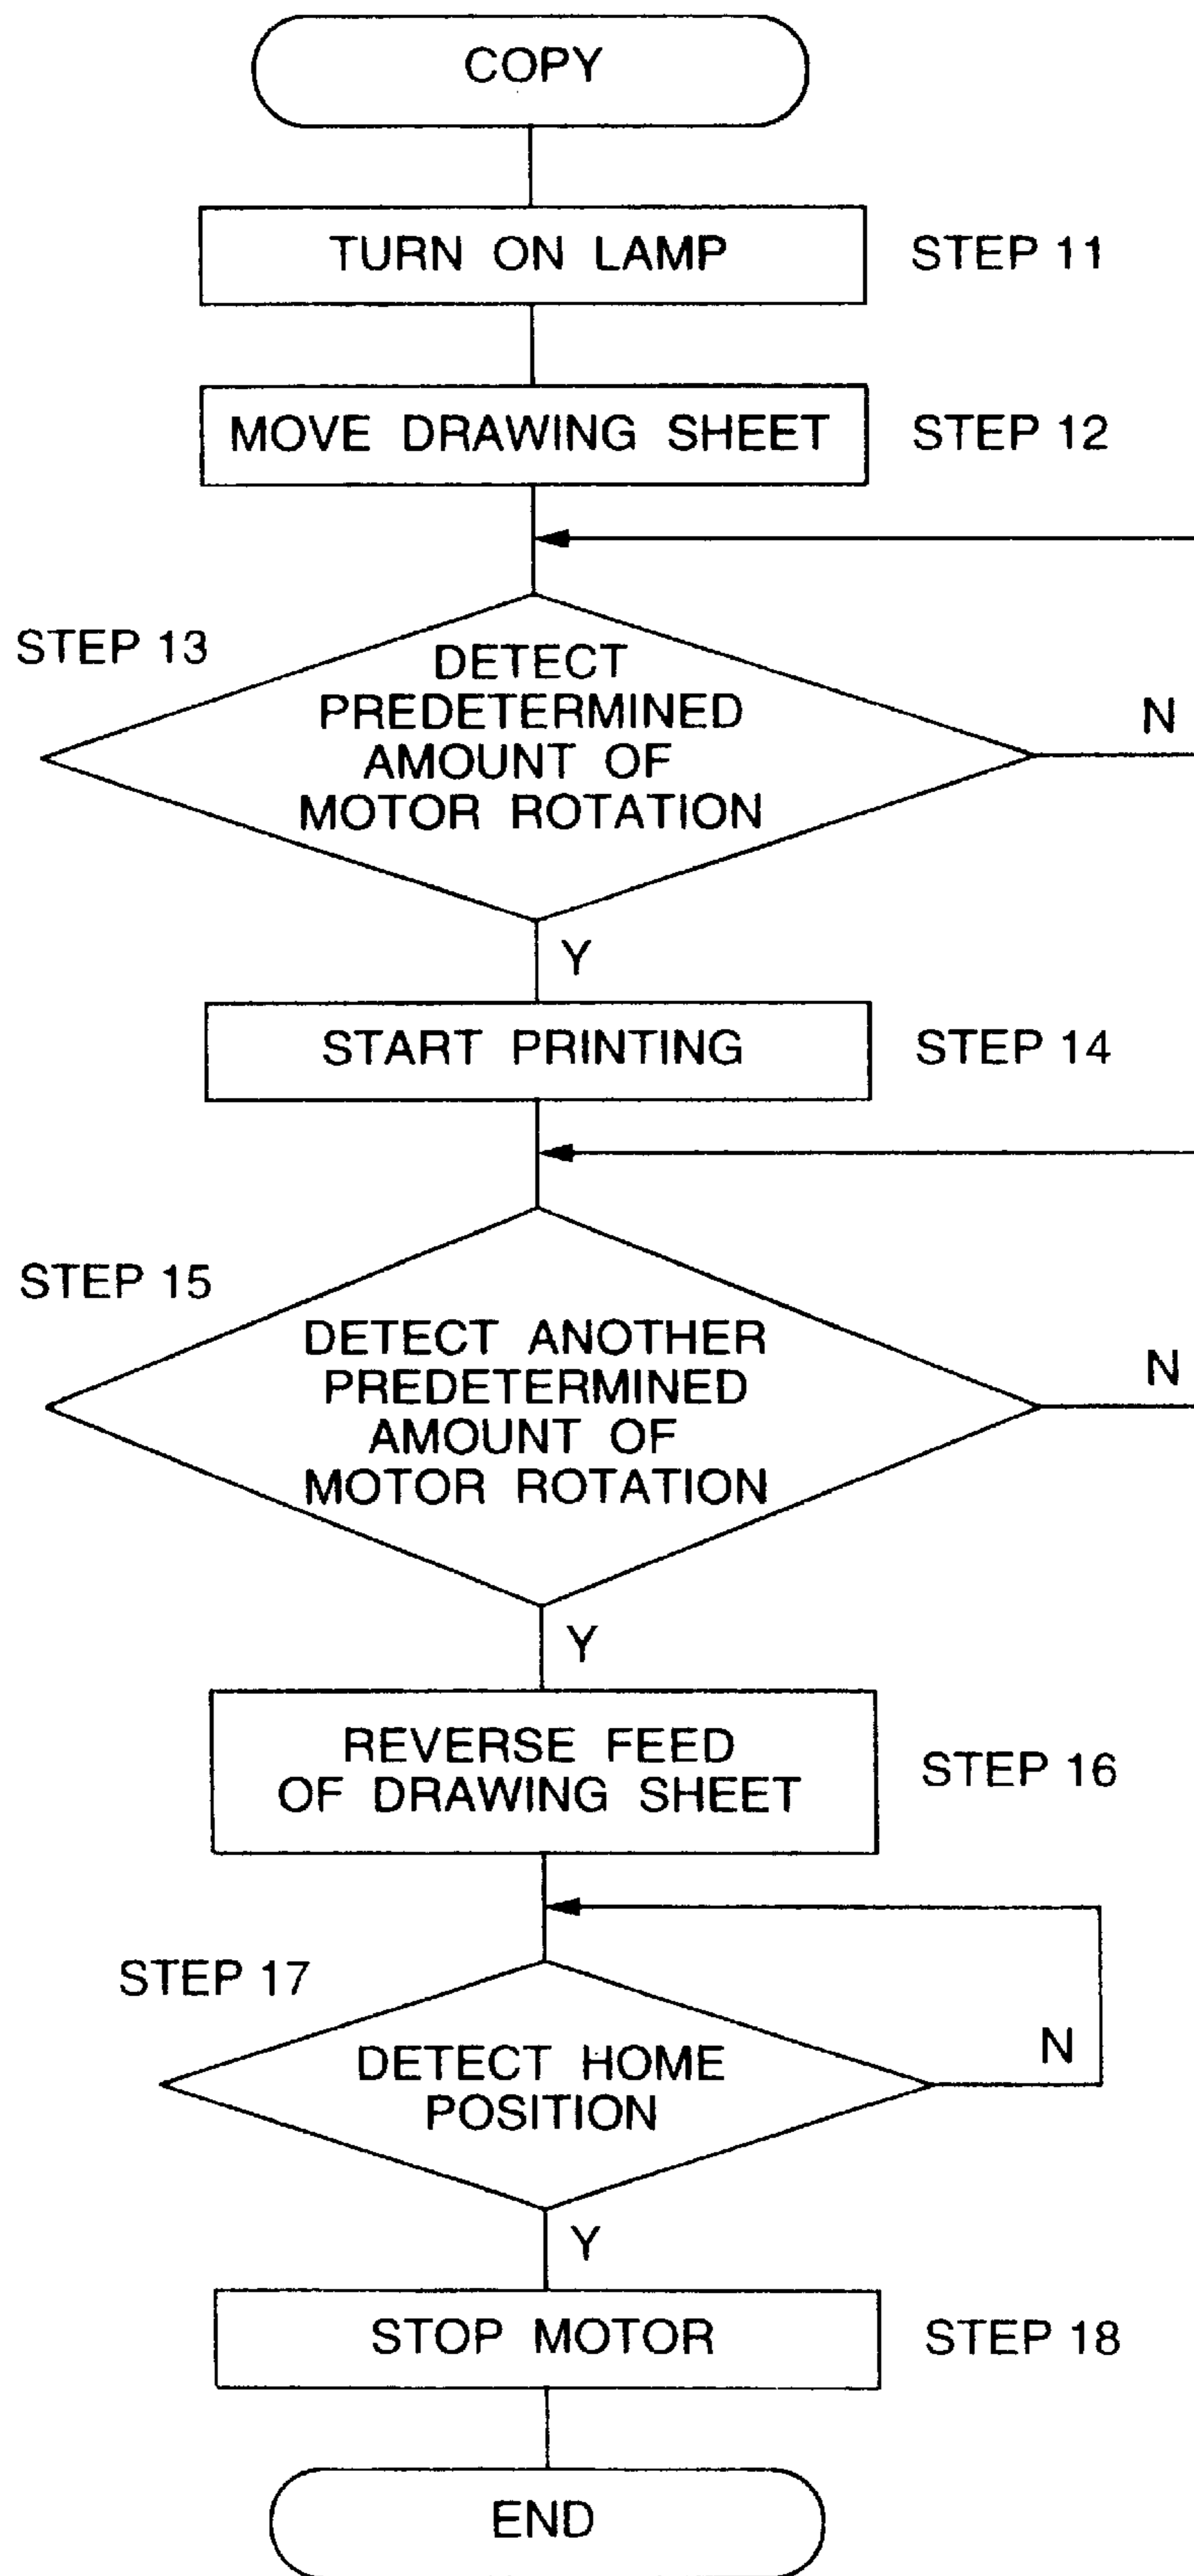 COPY
TURN ON LAMP
STEP 11
MOVE DRAWING SHEET
STEP 12
STEP 13
DETECT
PREDETERMINED
AMOUNT OF
MOTOR ROTATION
N
Y
START PRINTING
STEP 14
STEP 15
DETECT ANOTHER
PREDETERMINED
AMOUNT OF
MOTOR ROTATION
N
Y
REVERSE FEED
OF DRAWING SHEET
STEP 16
STEP 17
DETECT HOME
POSITION
N
Y
STOP MOTOR
STEP 18
END